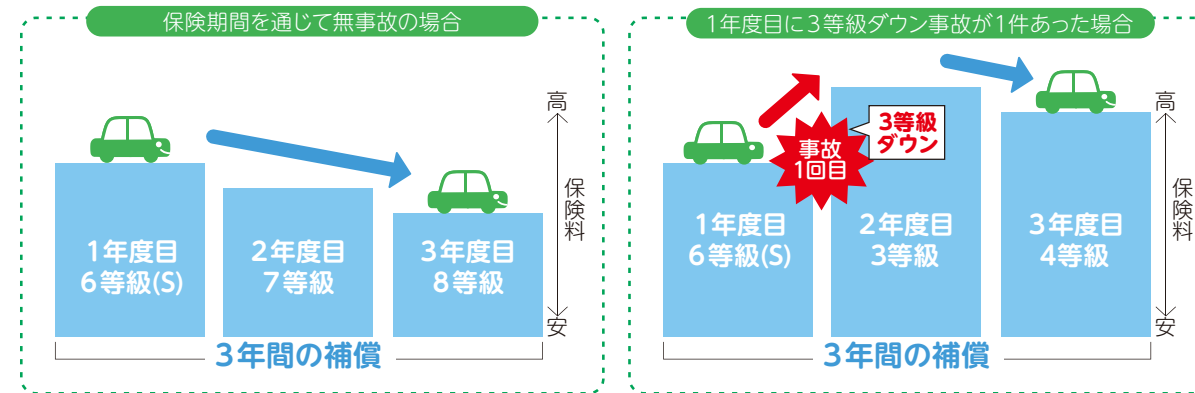 保険期間を通じて無事故の場合
高
保険料
安
1年度目
6等級(S)
2年度目
7等級
3年度目
8等級
3年間の補償
1年度目に3等級ダウン事故が1件あった場合
高
保険料
安
事故
1回目
3等級
ダウン
1年度目
6等級(S)
2年度目
3等級
3年度目
4等級
3年間の補償